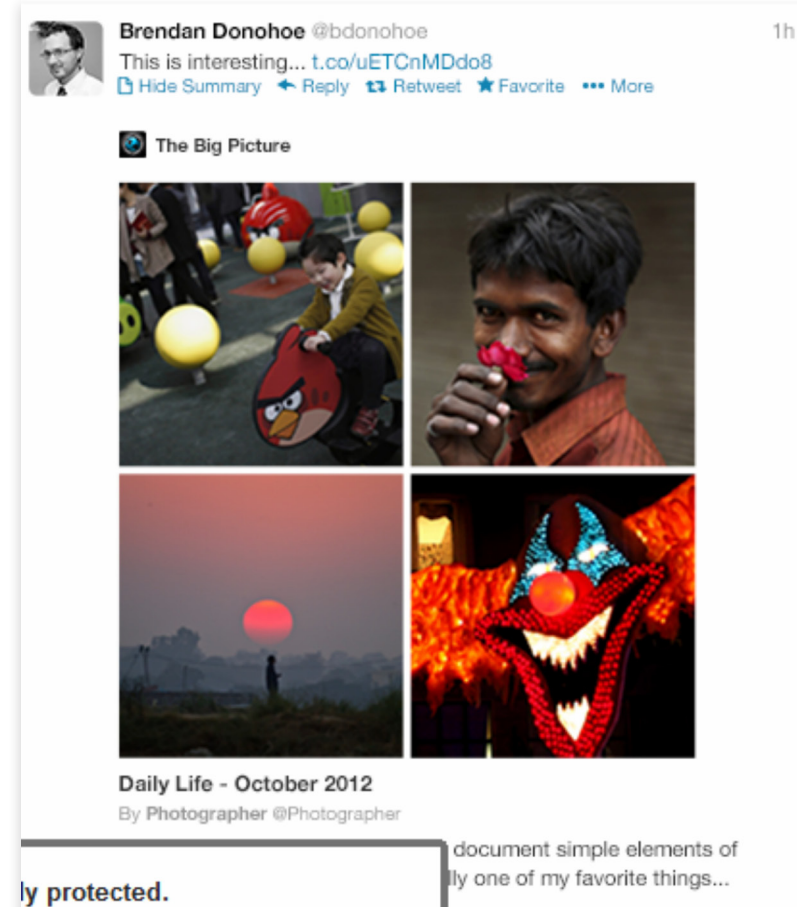 Brendan Donohoe @bdonohoe 1h
This is interesting... t.co/uETCnMDdo8
Hide Summary Reply Retweet Favorite ••• More
The Big Picture
Daily Life - October 2012
By Photographer @Photographer
document simple elements of
lly one of my favorite things...
ly protected.